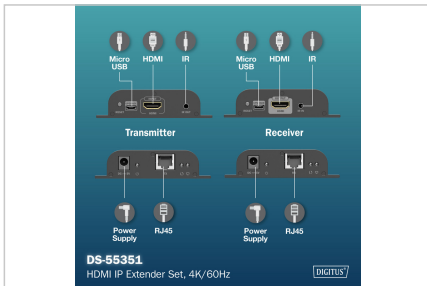 Micro
USB
HDMI
IR
Micro
USB
HDMI
IR
Transmitter
Receiver
Power
Supply
RJ45
Power
Supply
RJ45
DS-55351
HDMI IP Extender Set, 4K/60Hz
DIGITUS®